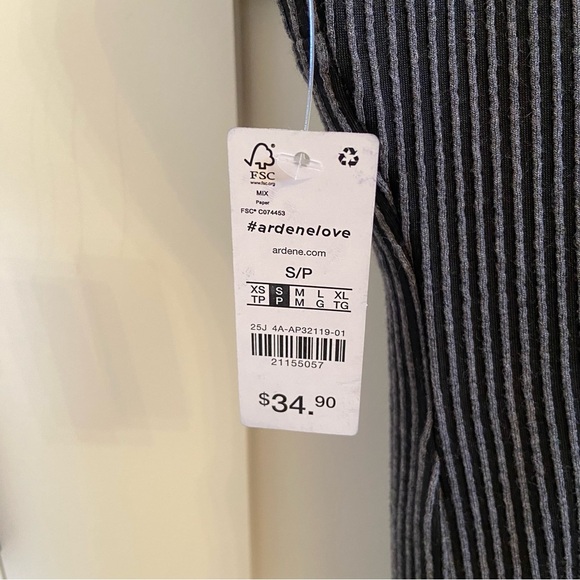 FSC
www.fsc.org
MIX
Paper
FSC® C074453
#ardenelove
ardene.com
S/P
XS S M L XL
TP P M G TG
25J 4A-AP32119-01
21155057
$34.90